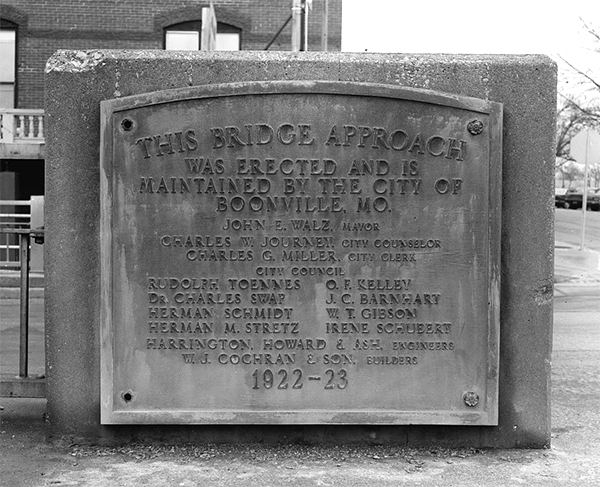 THIS BRIDGE APPROACH
WAS ERECTED AND IS
MAINTAINED BY THE CITY OF
BOONVILLE, MO.
JOHN E. WALZ, MAYOR
CHARLES W. JOURNEY, CITY COUNSELOR
CHARLES G. MILLER, CITY CLERK
CITY COUNCIL
RUDOLPH TOENNES O. F. KELLEY
DR. CHARLES SWAP J. C. BARNHART
HERMAN SCHMIDT W. T. GIBSON
HERMAN M. STRETZ IRENE SCHUBERT
HARRINGTON, HOWARD & ASH, ENGINEERS
W. J. COCHRAN & SON, BUILDERS
1922-23